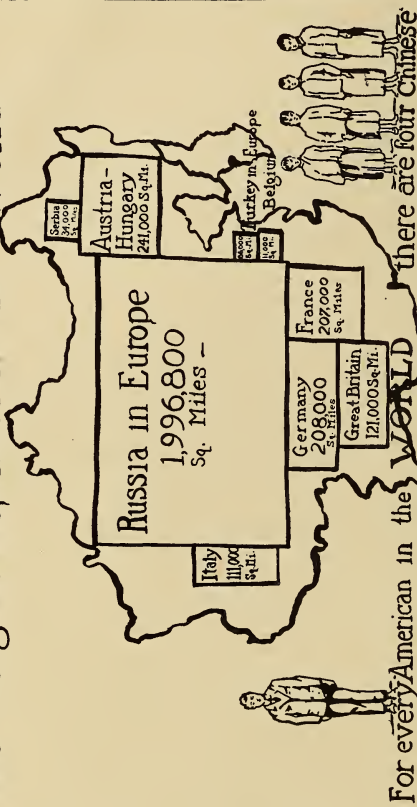 Serbia
34,000
Sq. Miles
Austria-
Hungary
241,000 Sq. Mi.
Turkey in Europe
Belgium
Sq. Mi.
11,000
Sq. Mi.
Russia in Europe
1,996,800
Sq. Miles –
France
207,000
Sq. Miles
Germany
208,000
Sq. Miles
Great Britain
121,000 Sq. Mi.
Italy
111,000
Sq. Mi.
For every American in the WORLD there are Four Chinese